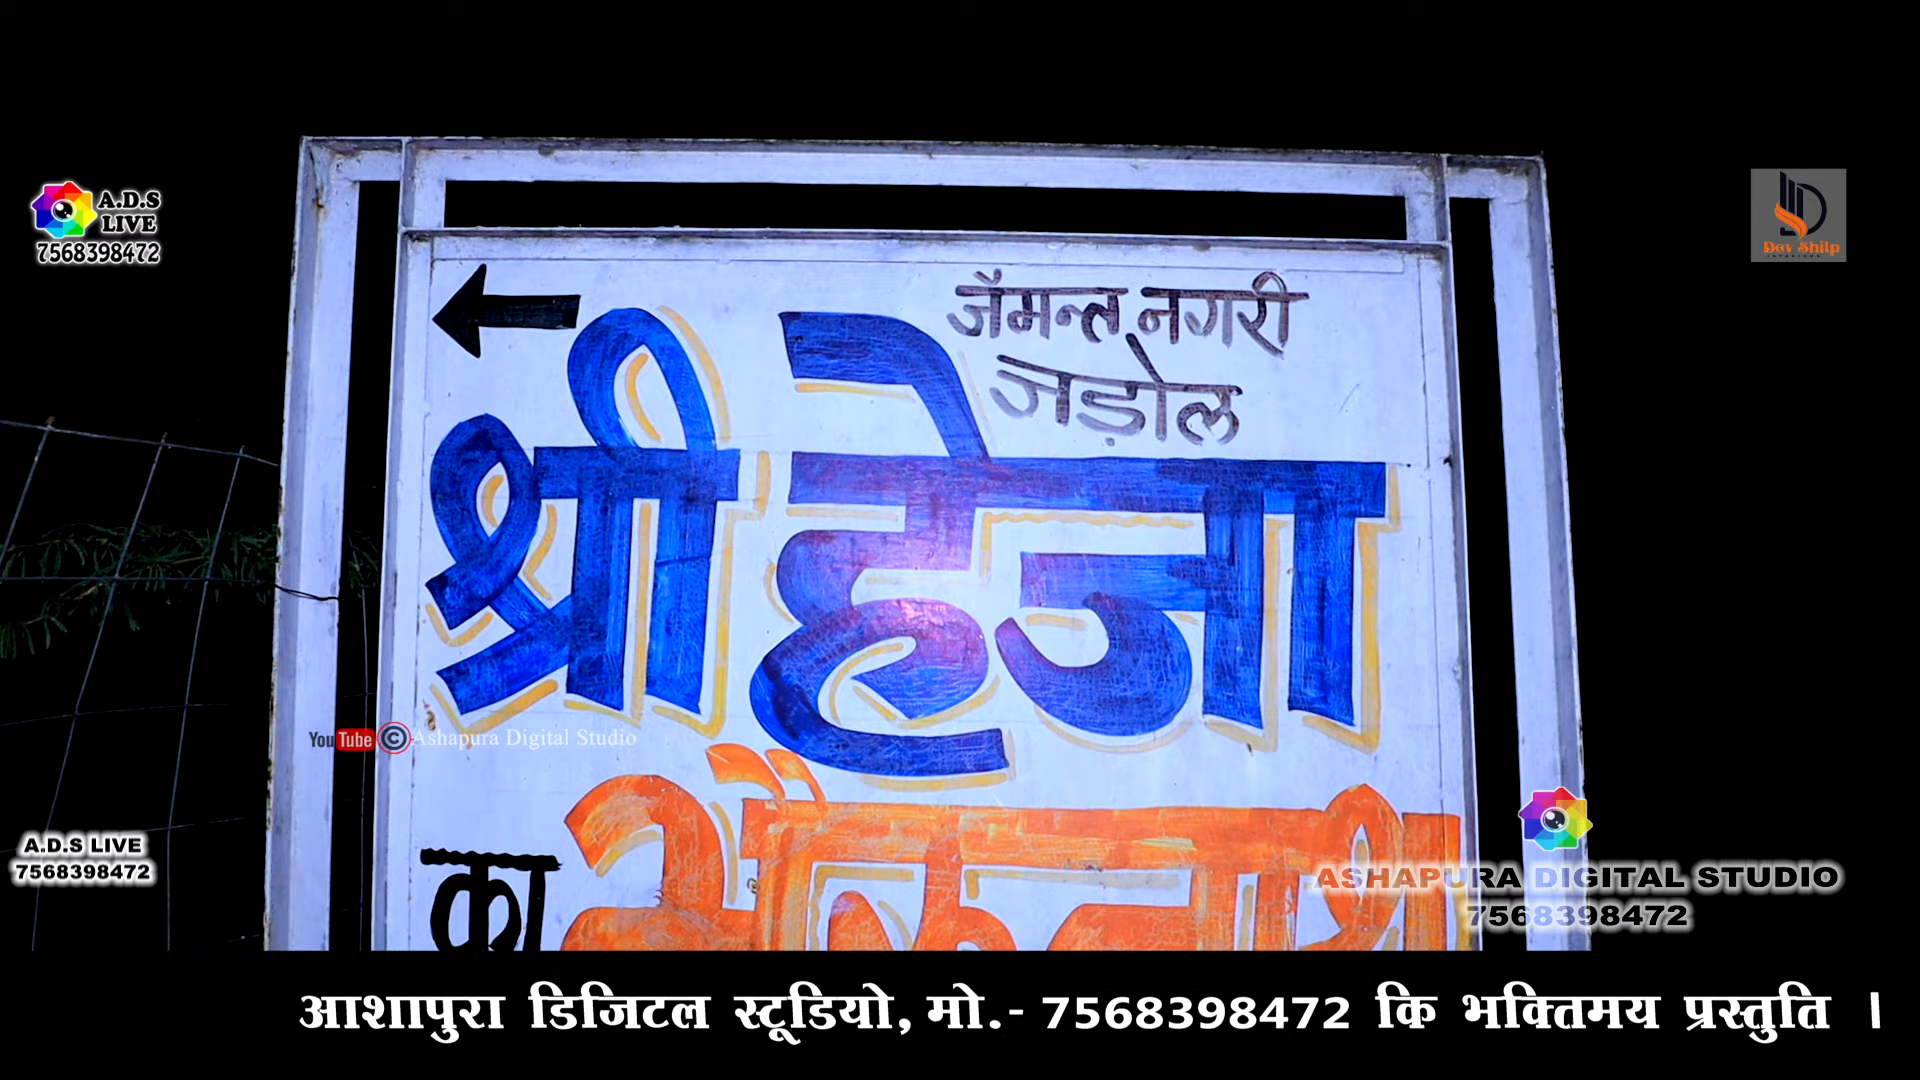 A.D.S
LIVE
7568398472
Dev Shilp
INTERIORS
जैमन्त नगरी
जड़ोल
श्री हेजा
YouTube © Ashapura Digital Studio
का
A.D.S LIVE
7568398472
ASHAPURA DIGITAL STUDIO
7568398472
आशापुरा डिजिटल स्टूडियो, मो.- 7568398472 कि भक्तिमय प्रस्तुति ।